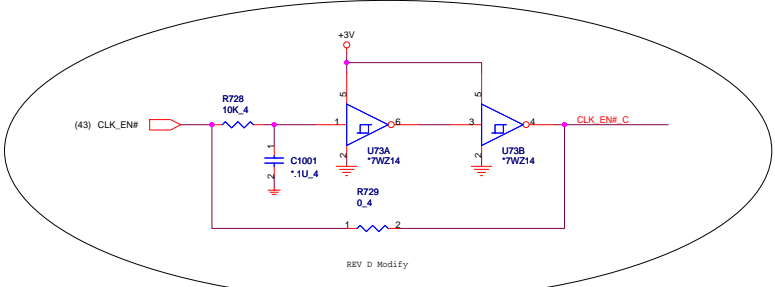 +3V
R728
10K_4
(43) CLK_EN#
5
1
6
2
U73A
*7WZ14
5
3
4
2
U73B
*7WZ14
CLK_EN#_C
1
2
C1001
*.1U_4
R729
0_4
1
2
REV D Modify